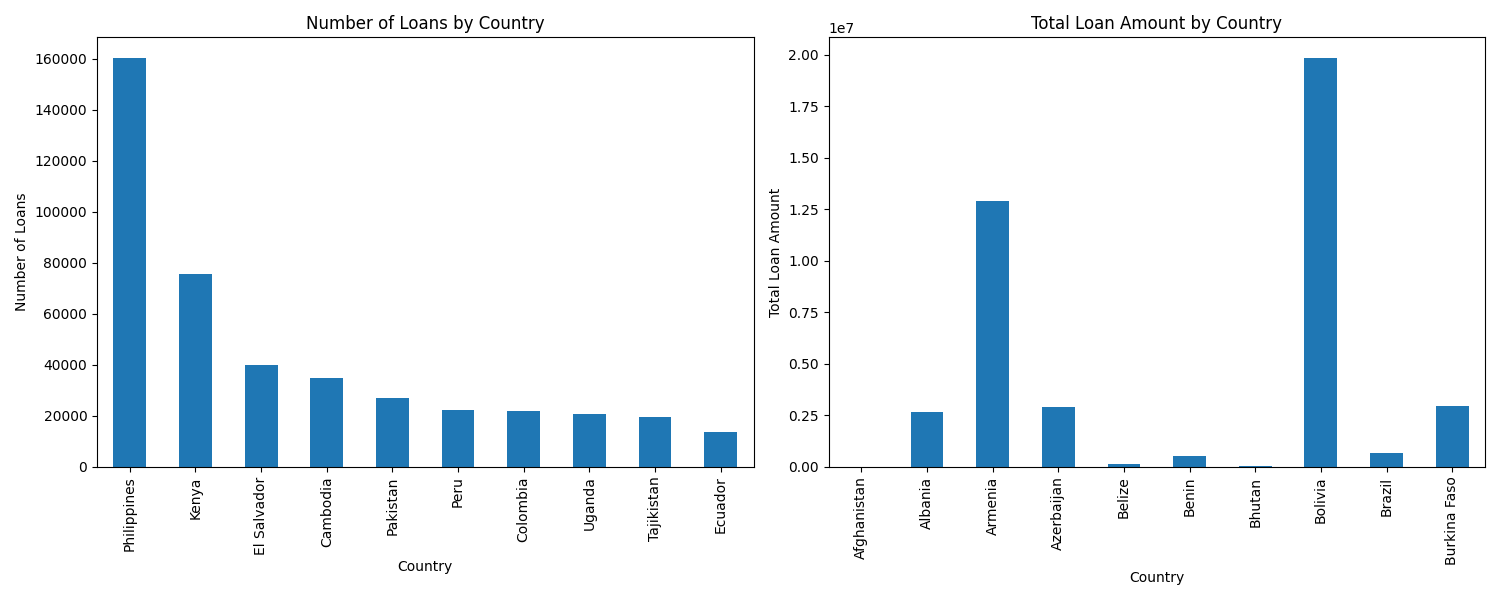 Number of Loans by Country
160000
140000
120000
100000
80000
60000
40000
20000
0
Number of Loans
Philippines
Kenya
El Salvador
Cambodia
Pakistan
Peru
Colombia
Uganda
Tajikistan
Ecuador
Country
Total Loan Amount by Country
1e7
2.00
1.75
1.50
1.25
1.00
0.75
0.50
0.25
0.00
Total Loan Amount
Afghanistan
Albania
Armenia
Azerbaijan
Belize
Benin
Bhutan
Bolivia
Brazil
Burkina Faso
Country